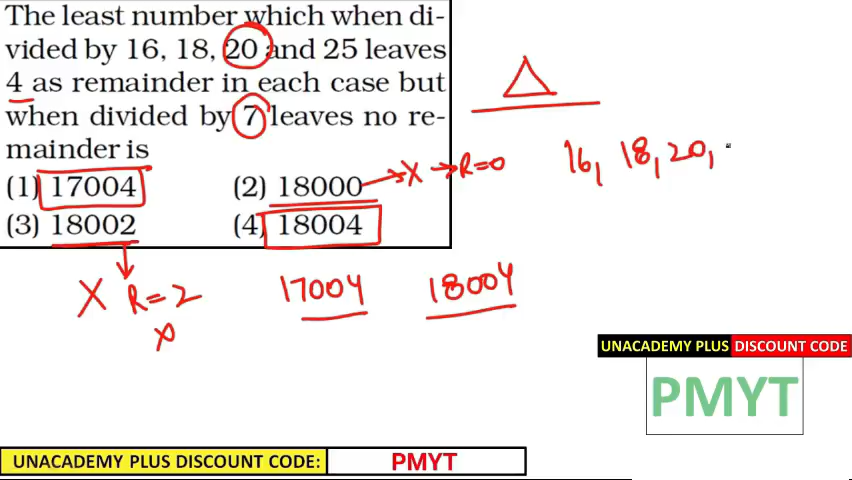 The least number which when di-
vided by 16, 18, 20 and 25 leaves
4 as remainder in each case but
when divided by 7 leaves no re-
mainder is
(1) 17004 (2) 18000 → X → R=0
(3) 18002 (4) 18004
16, 18, 20,
X R=2
X
17004 18004
UNACADEMY PLUS DISCOUNT CODE
PMYT
UNACADEMY PLUS DISCOUNT CODE: PMYT